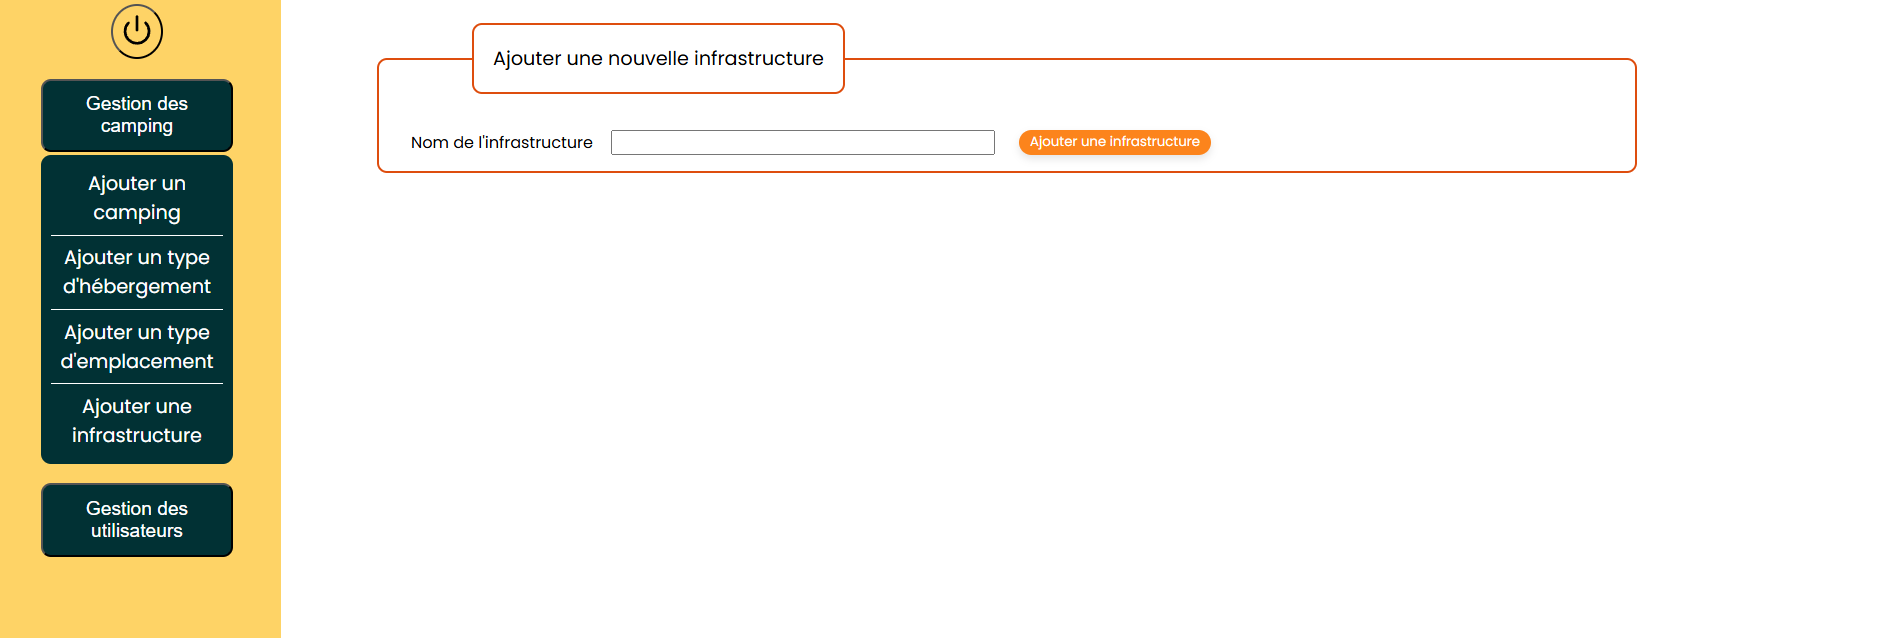 Gestion des
camping
Ajouter un
camping
Ajouter un type
d'hébergement
Ajouter un type
d'emplacement
Ajouter une
infrastructure
Gestion des
utilisateurs
Ajouter une nouvelle infrastructure
Nom de l'infrastructure
Ajouter une infrastructure